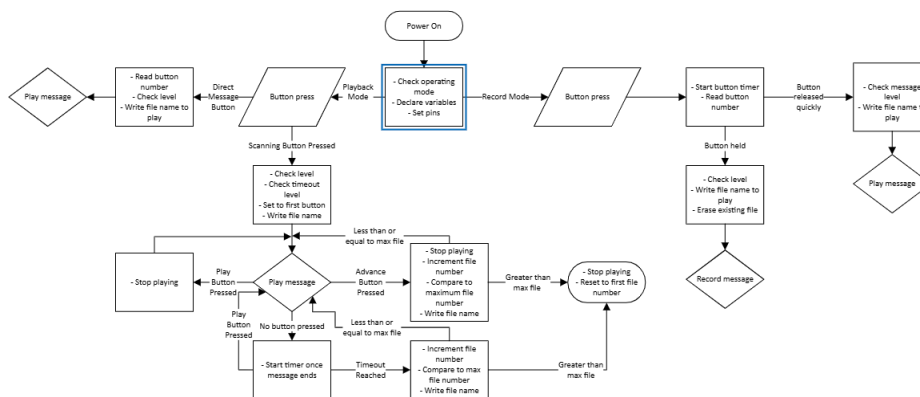 Power On
Play message
- Read button
number
- Check level
- Write file name to
play
Direct
Message
Button
Button press
Playback
Mode
- Check operating
mode
- Declare variables
- Set pins
Record Mode
Button press
- Start button timer
- Read button
number
Button
released
quickly
- Check message
level
- Write file name to
play
Scanning Button Pressed
Button held
- Check level
- Check timeout
level
- Set to first button
- Write file name
- Check level
- Write file name to
play
- Erase existing file
Play message
Less than or
equal to max file
- Stop playing
Play
Button
Pressed
Play message
Advance
Button
Pressed
- Stop playing
- Increment file
number
- Compare to
maximum file
number
- Write file name
Greater than
max file
- Stop playing
- Reset to first file
number
Record message
Play
Button
Pressed
No button pressed
Less than or
equal to max file
- Start timer once
message ends
Timeout
Reached
- Increment file
number
- Compare to max
file number
- Write file name
Greater than
max file